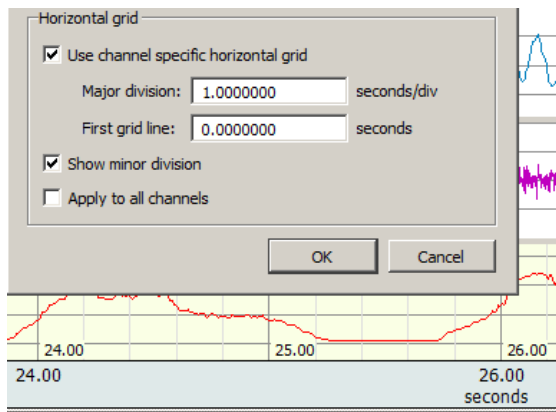 Horizontal grid
Use channel specific horizontal grid
Major division: 1.0000000 seconds/div
First grid line: 0.0000000 seconds
Show minor division
Apply to all channels
OK Cancel
24.00 25.00 26.00
24.00 26.00
seconds